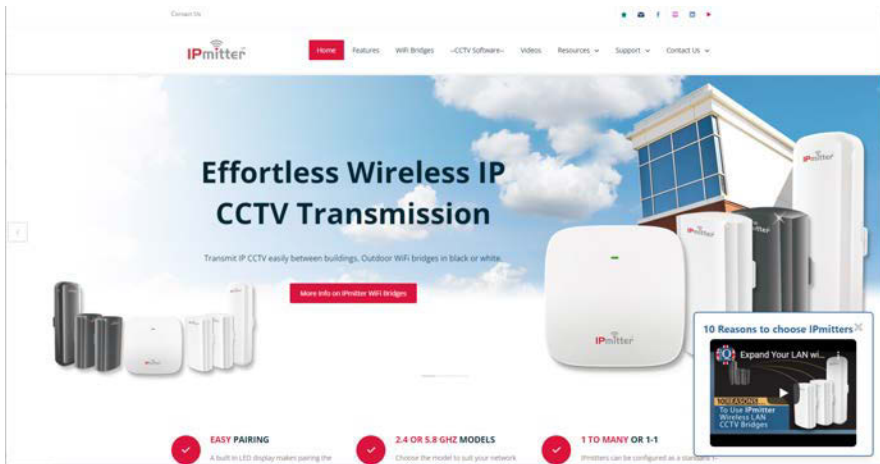 Contact Us
IPmitter
Home Features WiFi Bridges --CCTV Software-- Videos Resources Support Contact Us
Effortless Wireless IP
CCTV Transmission
Transmit IP CCTV easily between buildings. Outdoor WiFi bridges in black or white.
More Info on IPmitter WiFi Bridges
IPmitter
IPmitter
10 Reasons to choose IPmitters
Expand Your LAN wi...
10 REASONS
To Use IPmitter
Wireless LAN
CCTV Bridges
EASY PAIRING
A built in LED display makes pairing the
2.4 OR 5.8 GHZ MODELS
Choose the model to suit your network
1 TO MANY OR 1-1
IPmitters can be configured as a standard 1-